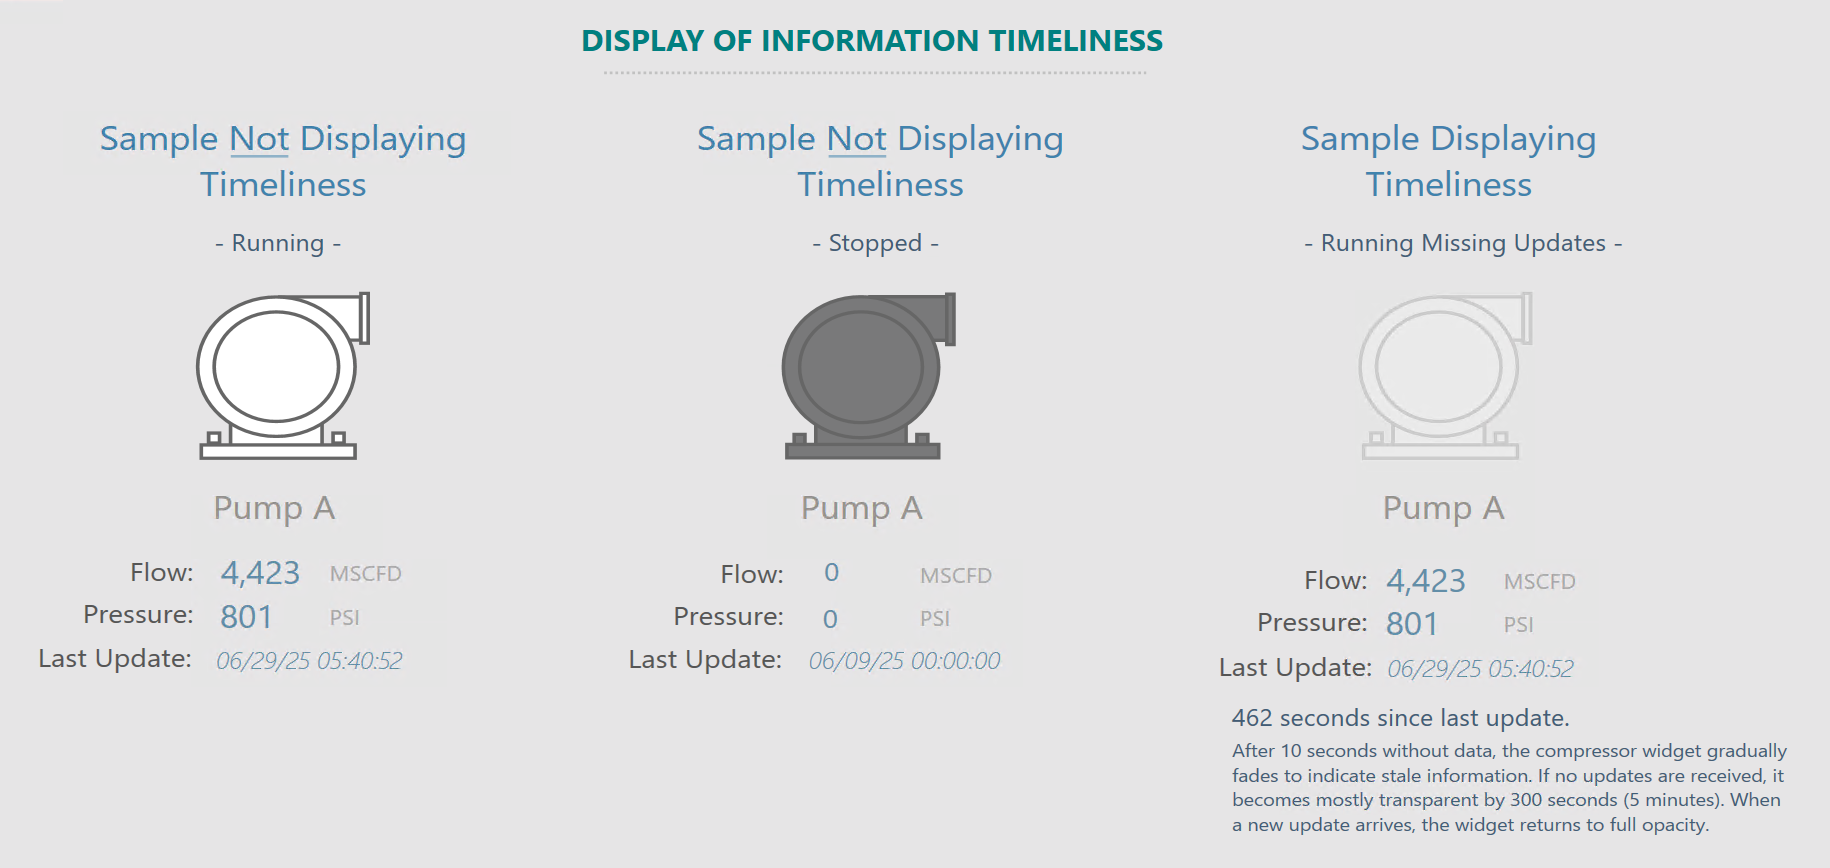 DISPLAY OF INFORMATION TIMELINESS
Sample Not Displaying
Timeliness
- Running -
Pump A
Flow: 4,423 MSCFD
Pressure: 801 PSI
Last Update: 06/29/25 05:40:52
Sample Not Displaying
Timeliness
- Stopped -
Pump A
Flow: 0 MSCFD
Pressure: 0 PSI
Last Update: 06/09/25 00:00:00
Sample Displaying
Timeliness
- Running Missing Updates -
Pump A
Flow: 4,423 MSCFD
Pressure: 801 PSI
Last Update: 06/29/25 05:40:52
462 seconds since last update.
After 10 seconds without data, the compressor widget gradually
fades to indicate stale information. If no updates are received, it
becomes mostly transparent by 300 seconds (5 minutes). When
a new update arrives, the widget returns to full opacity.